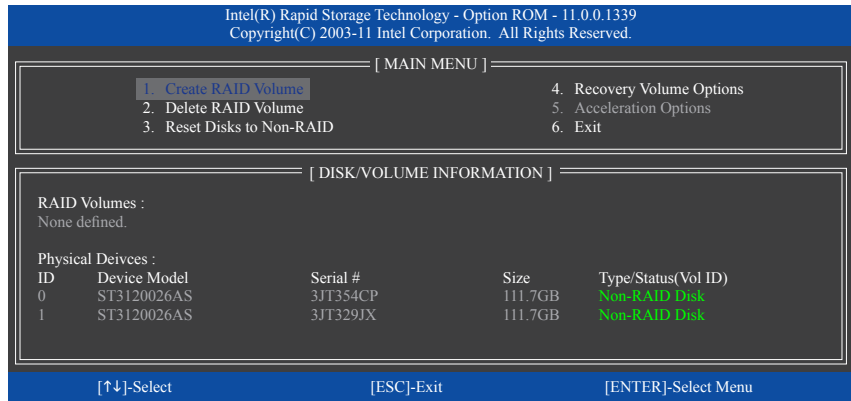 Intel(R) Rapid Storage Technology - Option ROM - 11.0.0.1339
Copyright(C) 2003-11 Intel Corporation.  All Rights Reserved.
[ MAIN MENU ]
1. Create RAID Volume
2. Delete RAID Volume
3. Reset Disks to Non-RAID
4. Recovery Volume Options
5. Acceleration Options
6. Exit
[ DISK/VOLUME INFORMATION ]
RAID Volumes :
None defined.
Physical Deivces :
ID Device Model Serial # Size Type/Status(Vol ID)
0 ST3120026AS 3JT354CP 111.7GB Non-RAID Disk
1 ST3120026AS 3JT329JX 111.7GB Non-RAID Disk
[↑↓]-Select [ESC]-Exit [ENTER]-Select Menu